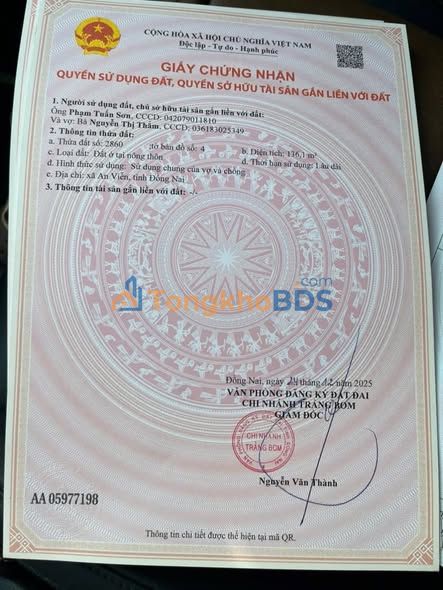 CỘNG HÒA XÃ HỘI CHỦ NGHĨA VIỆT NAM
Độc lập - Tự do - Hạnh phúc
GIẤY CHỨNG NHẬN
QUYỀN SỬ DỤNG ĐẤT, QUYỀN SỞ HỮU TÀI SẢN GẮN LIỀN VỚI ĐẤT
1. Người sử dụng đất, chủ sở hữu tài sản gắn liền với đất:
Ông Phạm Tuấn Sơn, CCCD: 042079011810
Và vợ: Bà Nguyễn Thị Thắm, CCCD: 036183025349
2. Thông tin thửa đất:
a. Thửa đất số: 2860 ;tờ bản đồ số: 4 b. Diện tích: 136,1 m²
c. Loại đất: Đất ở tại nông thôn d. Thời hạn sử dụng: Lâu dài
đ. Hình thức sử dụng: Sử dụng chung của vợ và chồng
e. Địa chỉ: xã An Viễn, tỉnh Đồng Nai
3. Thông tin tài sản gắn liền với đất: -/-
TongkhoBDS.com
Đồng Nai, ngày 24 tháng 12 năm 2025
VĂN PHÒNG ĐĂNG KÝ ĐẤT ĐAI
CHI NHÁNH TRẢNG BOM
GIÁM ĐỐC
CHI NHÁNH
TRẢNG BOM
Nguyễn Văn Thành
AA 05977198
Thông tin chi tiết được thể hiện tại mã QR.